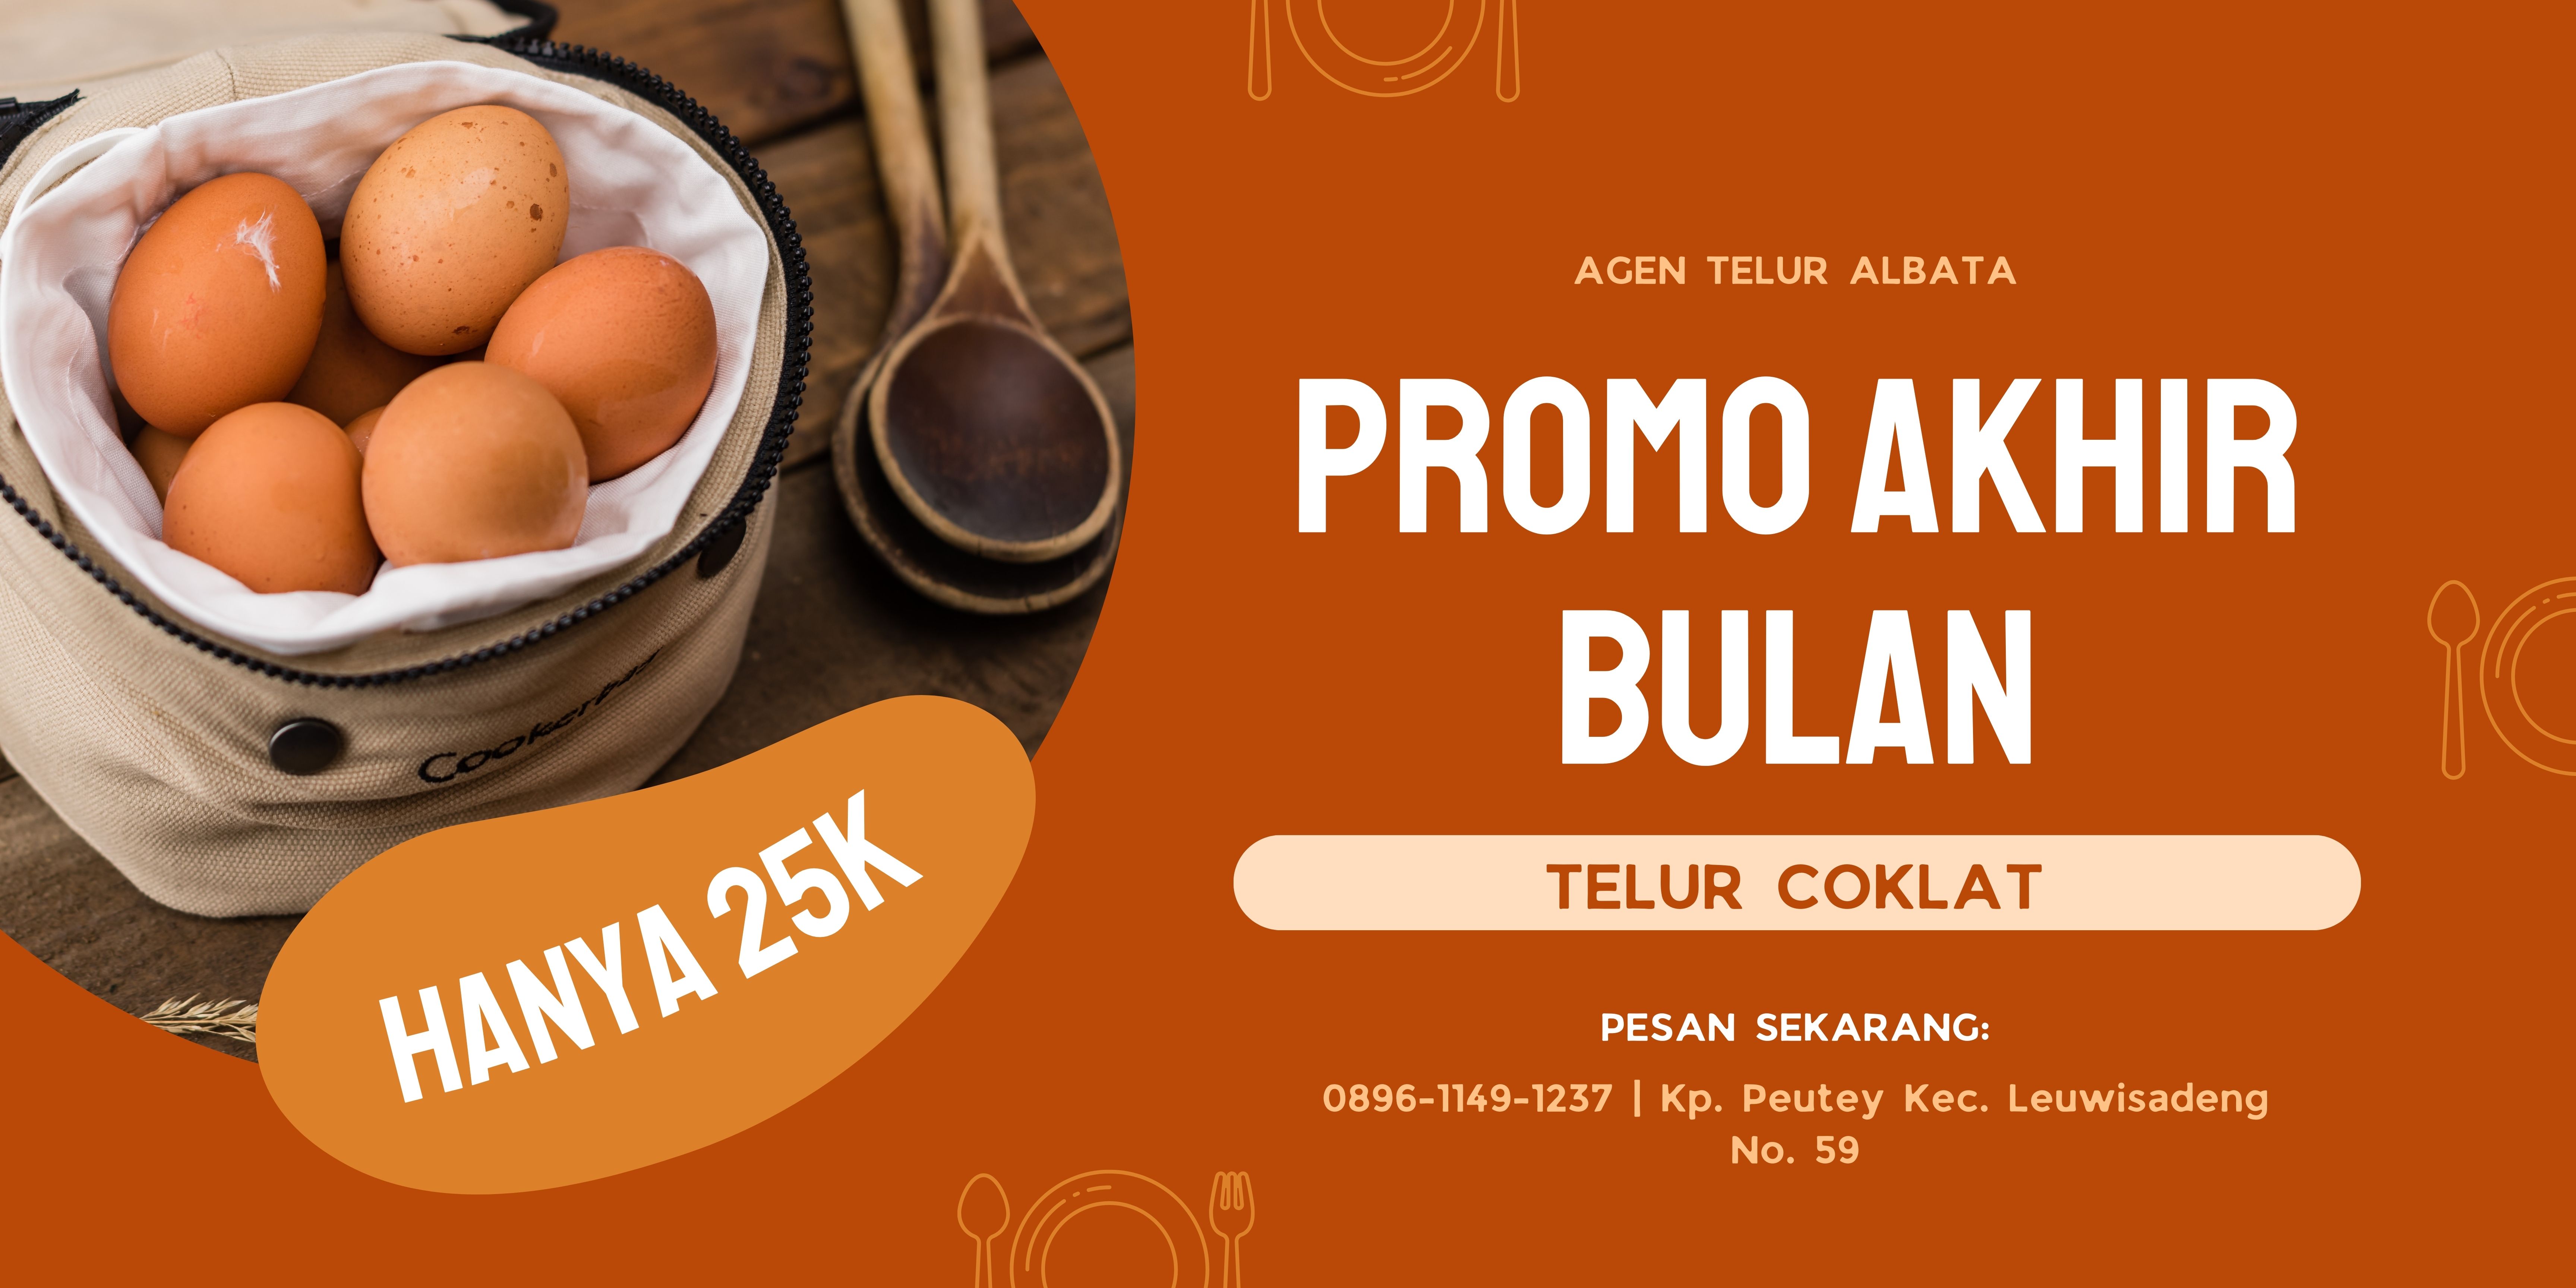 AGEN TELUR ALBATA
PROMO AKHIR
BULAN
TELUR COKLAT
PESAN SEKARANG:
0896-1149-1237 | Kp. Peutey Kec. Leuwisadeng
No. 59
HANYA 25K